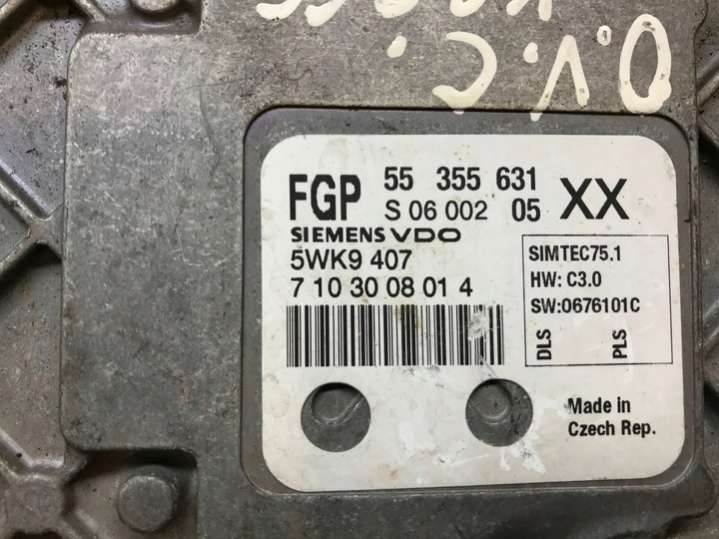 O.V.C.
FGP 55 355 631 XX
S 06 002 05
SIEMENS VDO
5WK9 407
7 10 30 08 01 4
SIMTEC75.1
HW: C3.0
SW:0676101C
DLS PLS
Made in
Czech Rep.